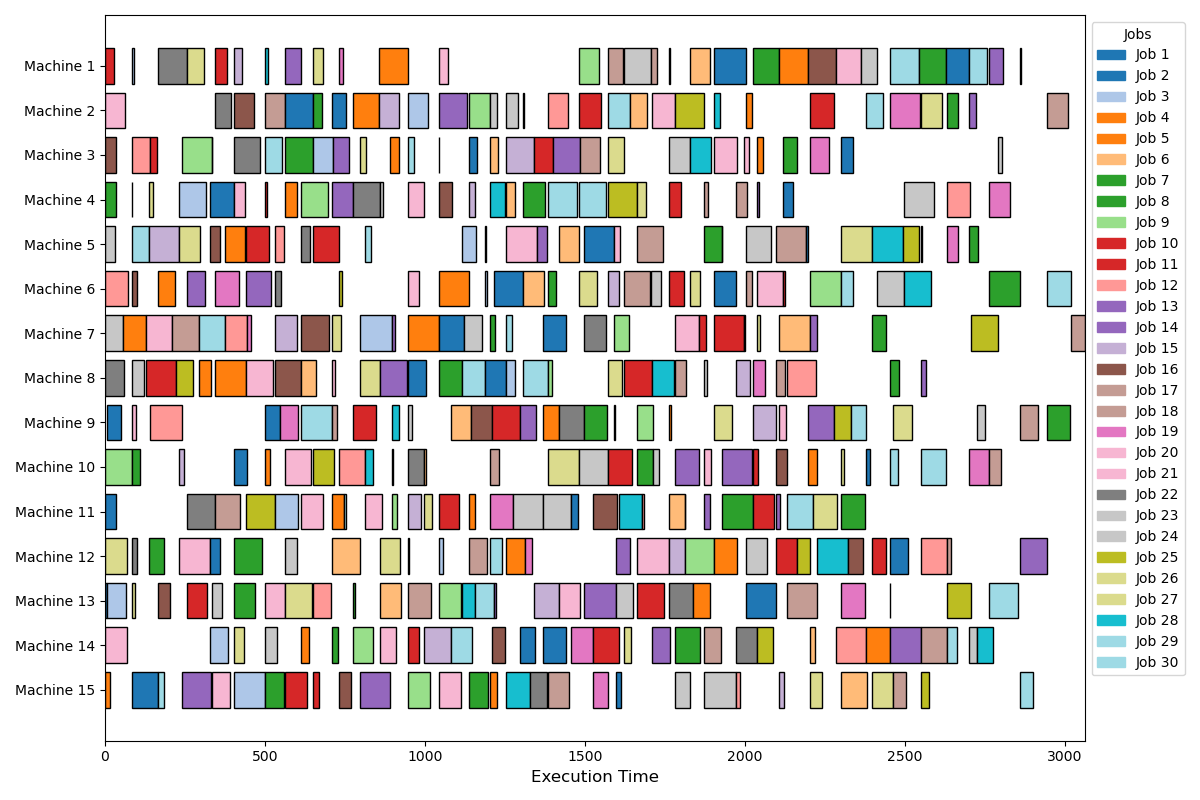 Machine 1
Machine 2
Machine 3
Machine 4
Machine 5
Machine 6
Machine 7
Machine 8
Machine 9
Machine 10
Machine 11
Machine 12
Machine 13
Machine 14
Machine 15
0 500 1000 1500 2000 2500 3000
Execution Time
Jobs
Job 1
Job 2
Job 3
Job 4
Job 5
Job 6
Job 7
Job 8
Job 9
Job 10
Job 11
Job 12
Job 13
Job 14
Job 15
Job 16
Job 17
Job 18
Job 19
Job 20
Job 21
Job 22
Job 23
Job 24
Job 25
Job 26
Job 27
Job 28
Job 29
Job 30